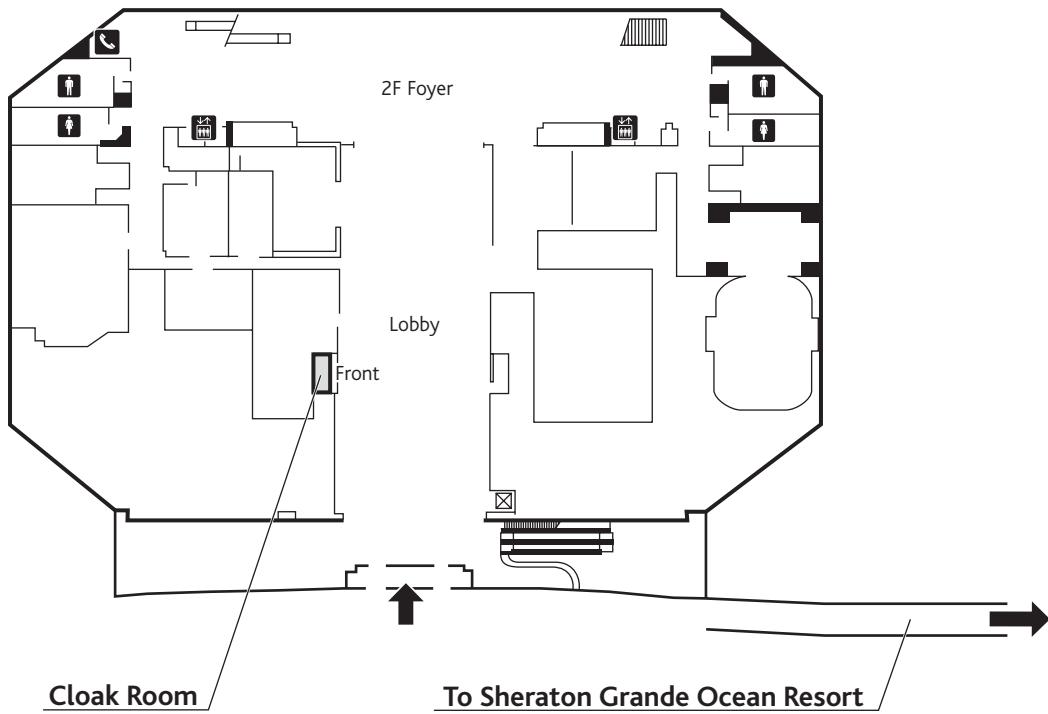 2F Foyer
Lobby
Front
Cloak Room
To Sheraton Grande Ocean Resort